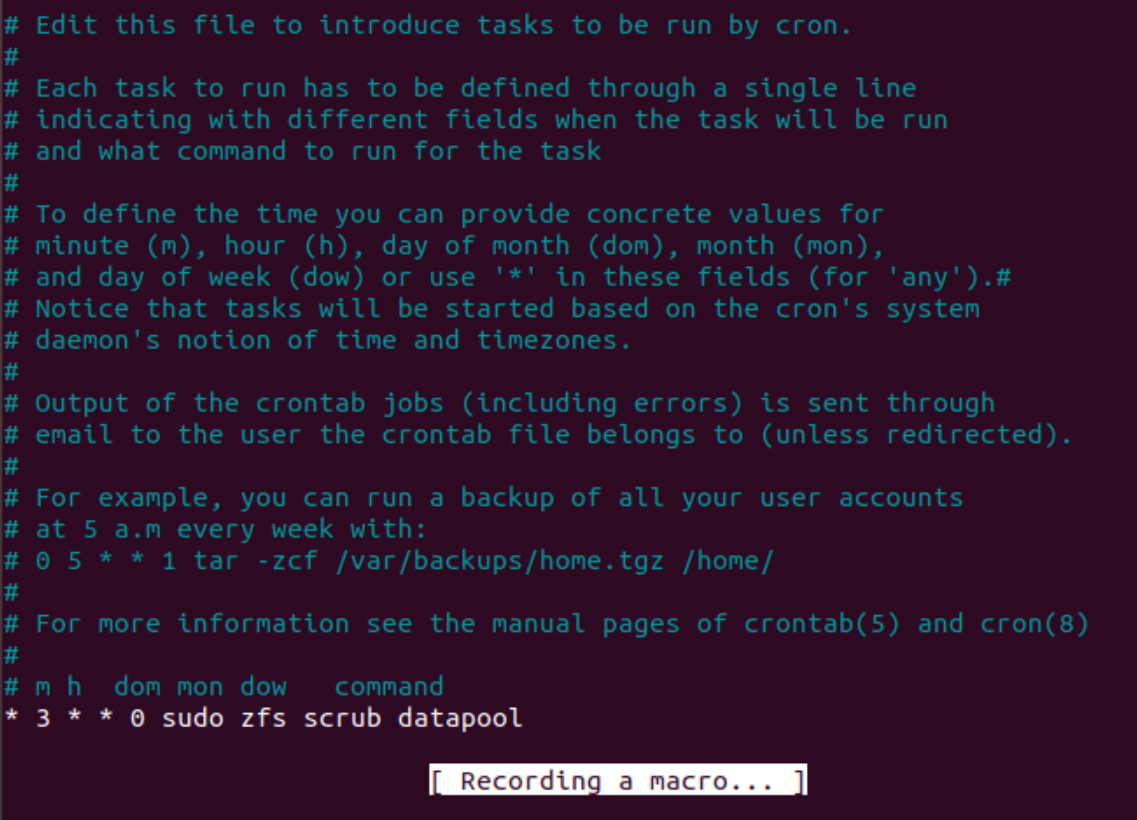 # Edit this file to introduce tasks to be run by cron.
#
# Each task to run has to be defined through a single line
# indicating with different fields when the task will be run
# and what command to run for the task
#
# To define the time you can provide concrete values for
# minute (m), hour (h), day of month (dom), month (mon),
# and day of week (dow) or use '*' in these fields (for 'any').#
# Notice that tasks will be started based on the cron's system
# daemon's notion of time and timezones.
#
# Output of the crontab jobs (including errors) is sent through
# email to the user the crontab file belongs to (unless redirected).
#
# For example, you can run a backup of all your user accounts
# at 5 a.m every week with:
# 0 5 * * 1 tar -zcf /var/backups/home.tgz /home/
#
# For more information see the manual pages of crontab(5) and cron(8)
#
# m h  dom mon dow   command
* 3 * * 0 sudo zfs scrub datapool
[ Recording a macro... ]